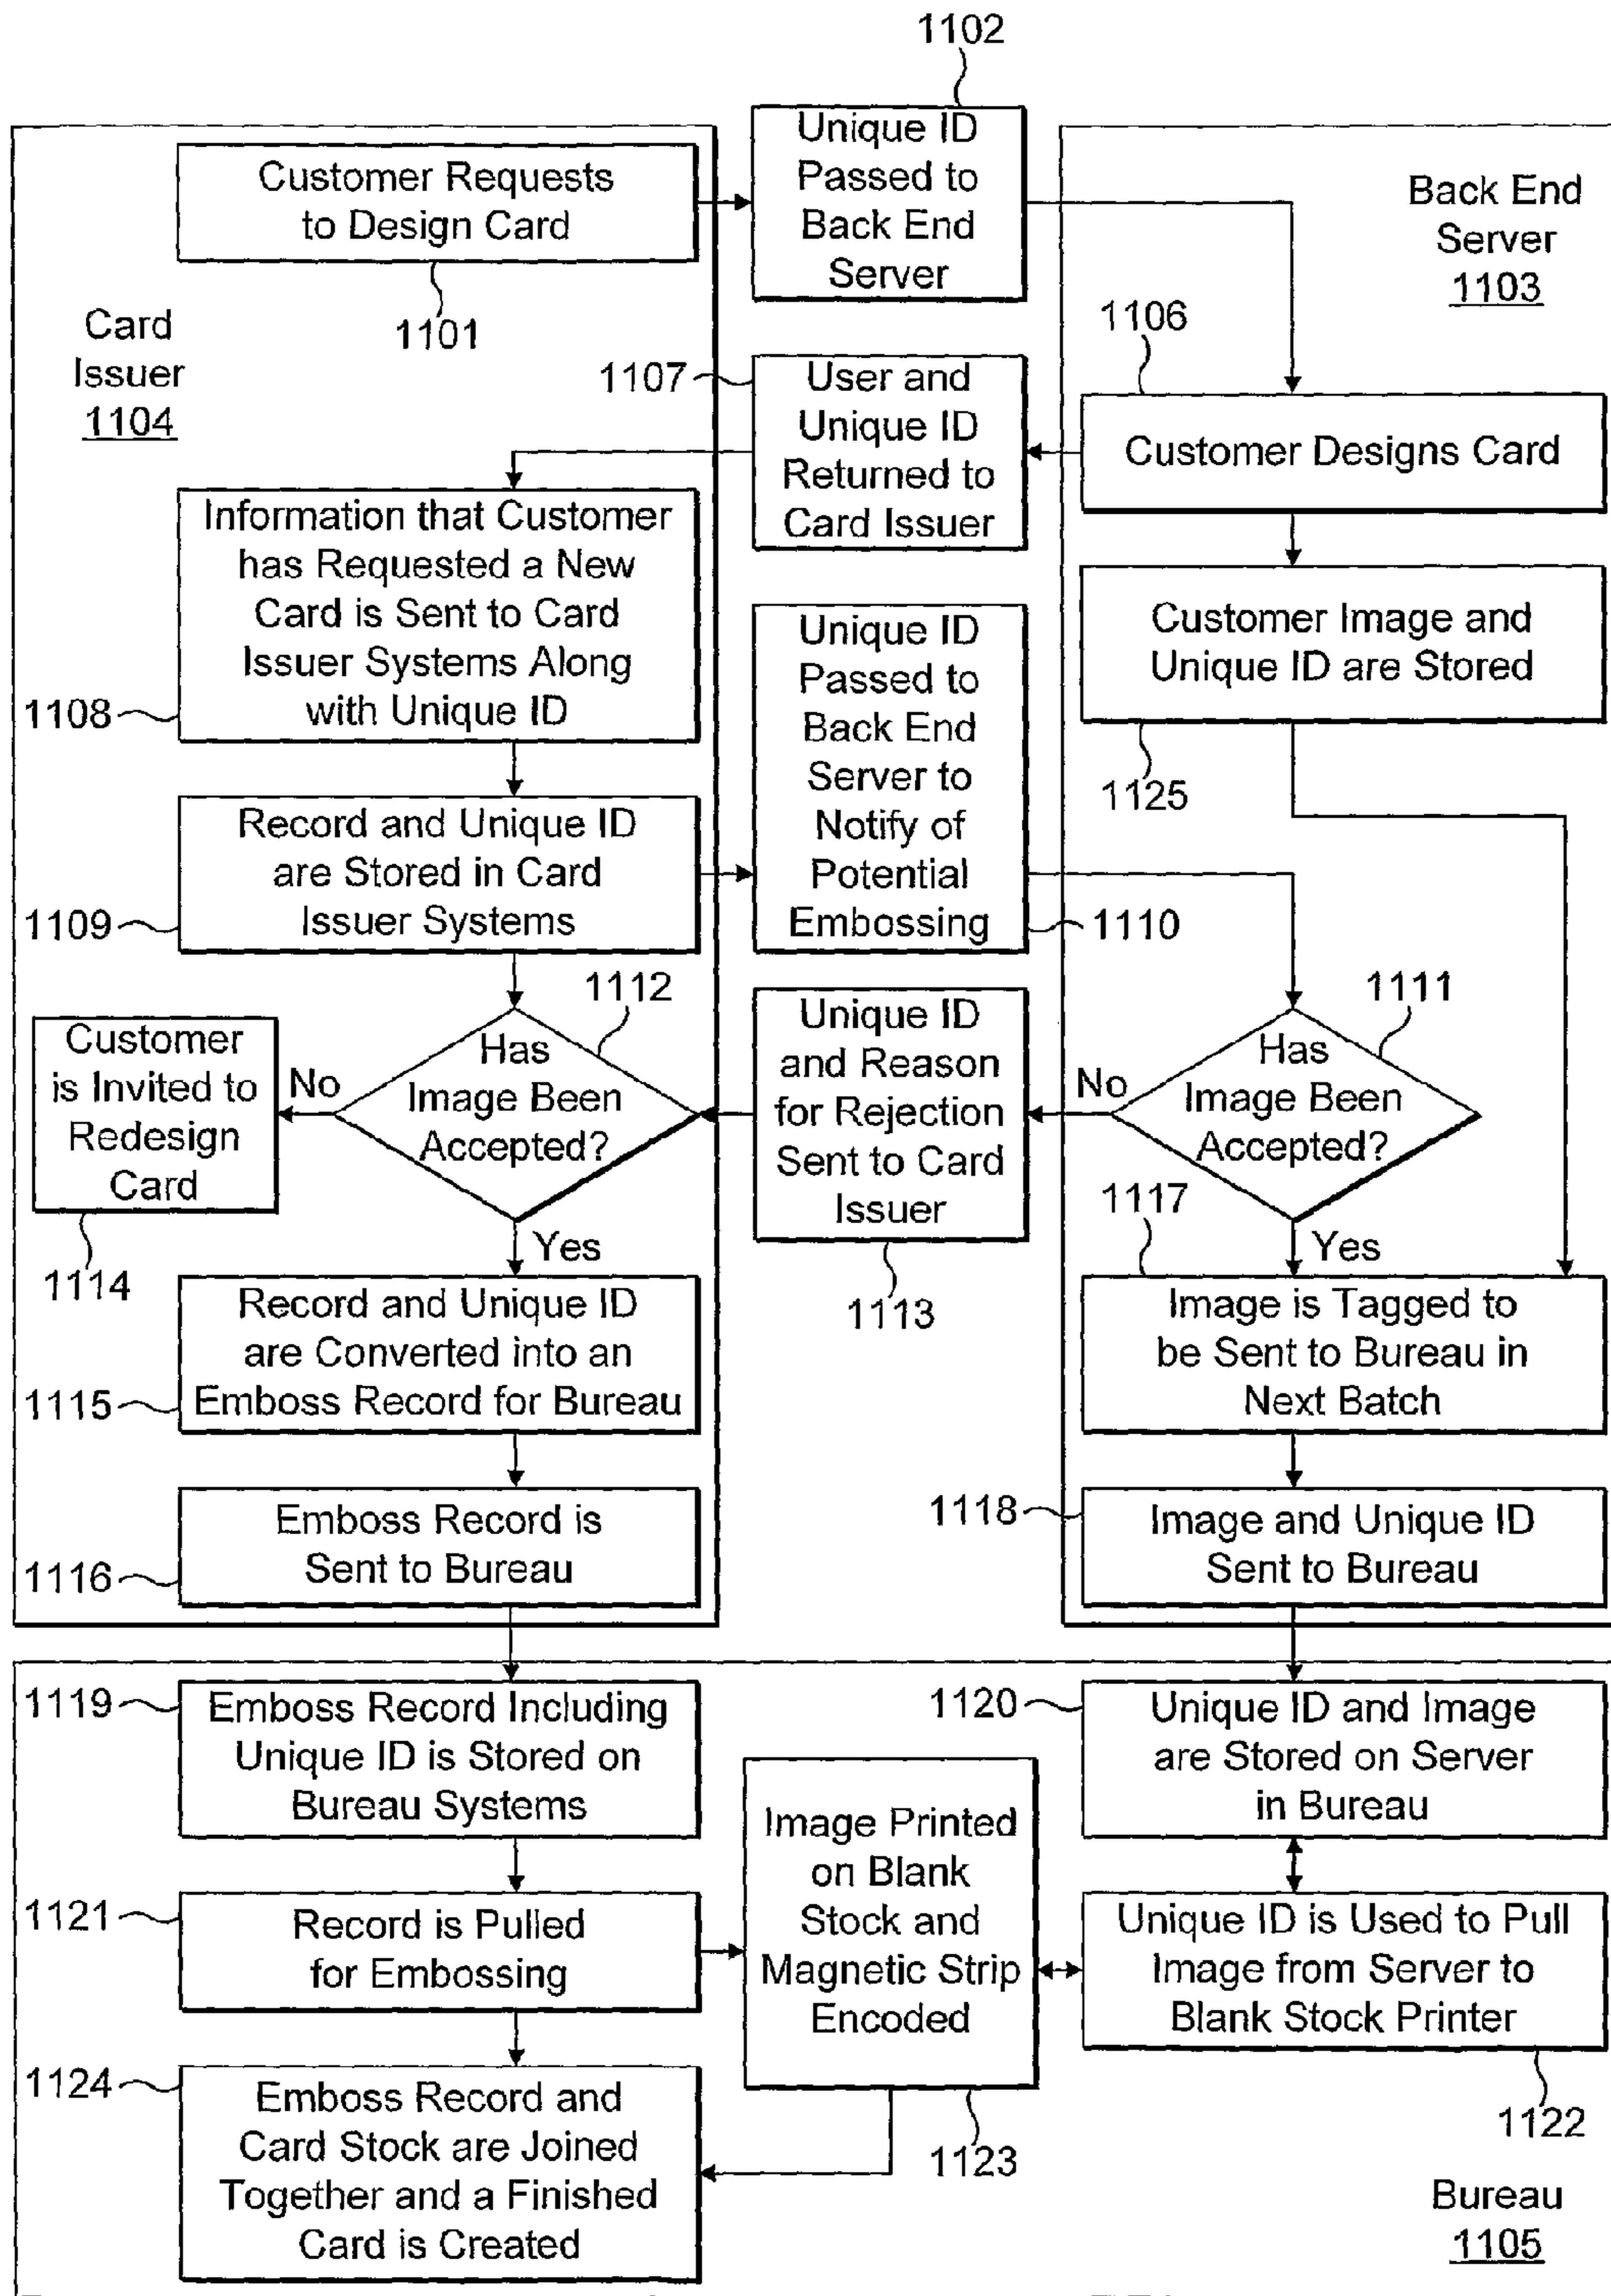 1102
Unique ID
Passed to
Back End
Server
Customer Requests
to Design Card
1101
Card
Issuer
1104
Back End
Server
1103
1106
Customer Designs Card
1107
User and
Unique ID
Returned to
Card Issuer
Information that Customer
has Requested a New
Card is Sent to Card
Issuer Systems Along
with Unique ID
1108
Customer Image and
Unique ID are Stored
1125
Unique ID
Passed to
Back End
Server to
Notify of
Potential
Embossing
1110
Record and Unique ID
are Stored in Card
Issuer Systems
1109
1112
Has
Image Been
Accepted?
No
Customer
is Invited to
Redesign
Card
1114
Yes
Unique ID
and Reason
for Rejection
Sent to Card
Issuer
1113
1111
Has
Image Been
Accepted?
No
Yes
1117
Image is Tagged to
be Sent to Bureau in
Next Batch
Record and Unique ID
are Converted into an
Emboss Record for Bureau
1115
Emboss Record is
Sent to Bureau
1116
1118
Image and Unique ID
Sent to Bureau
1119
Emboss Record Including
Unique ID is Stored on
Bureau Systems
1120
Unique ID and Image
are Stored on Server
in Bureau
1121
Record is Pulled
for Embossing
Image Printed
on Blank
Stock and
Magnetic Strip
Encoded
1123
Unique ID is Used to Pull
Image from Server to
Blank Stock Printer
1122
1124
Emboss Record and
Card Stock are Joined
Together and a Finished
Card is Created
Bureau
1105